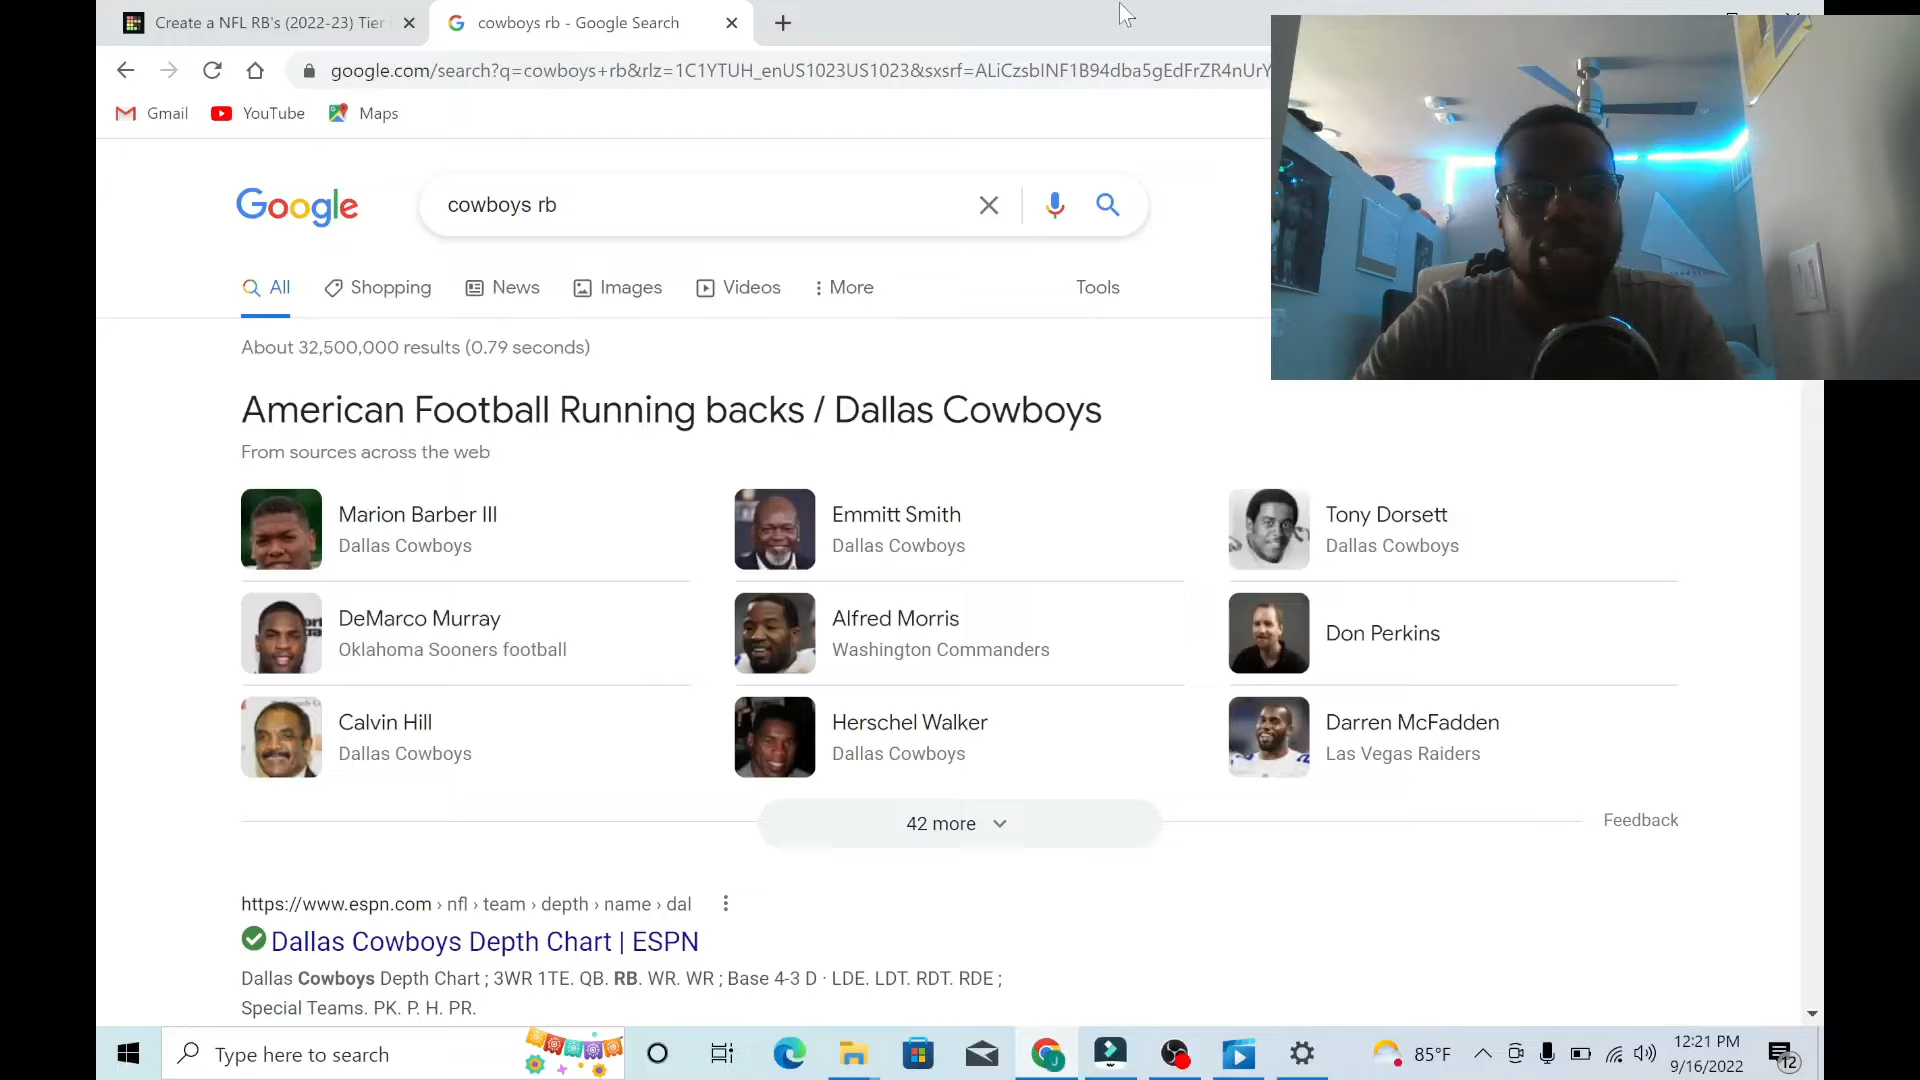 Create a NFL RB's (2022-23) Tier
cowboys rb - Google Search
google.com/search?q=cowboys+rb&rlz=1C1YTUH_enUS1023US1023&sxsrf=ALiCzsbINF1B94dba5gEdFrZR4nUrY
Gmail
YouTube
Maps
Google
cowboys rb
All
Shopping
News
Images
Videos
More
Tools
About 32,500,000 results (0.79 seconds)
American Football Running backs / Dallas Cowboys
From sources across the web
Marion Barber III
Dallas Cowboys
Emmitt Smith
Dallas Cowboys
Tony Dorsett
Dallas Cowboys
DeMarco Murray
Oklahoma Sooners football
Alfred Morris
Washington Commanders
Don Perkins
Calvin Hill
Dallas Cowboys
Herschel Walker
Dallas Cowboys
Darren McFadden
Las Vegas Raiders
42 more
Feedback
https://www.espn.com › nfl › team › depth › name › dal
Dallas Cowboys Depth Chart | ESPN
Dallas Cowboys Depth Chart ; 3WR 1TE. QB. RB. WR. WR ; Base 4-3 D · LDE. LDT. RDT. RDE ;
Special Teams. PK. P. H. PR.
Type here to search
85°F
12:21 PM
9/16/2022
12